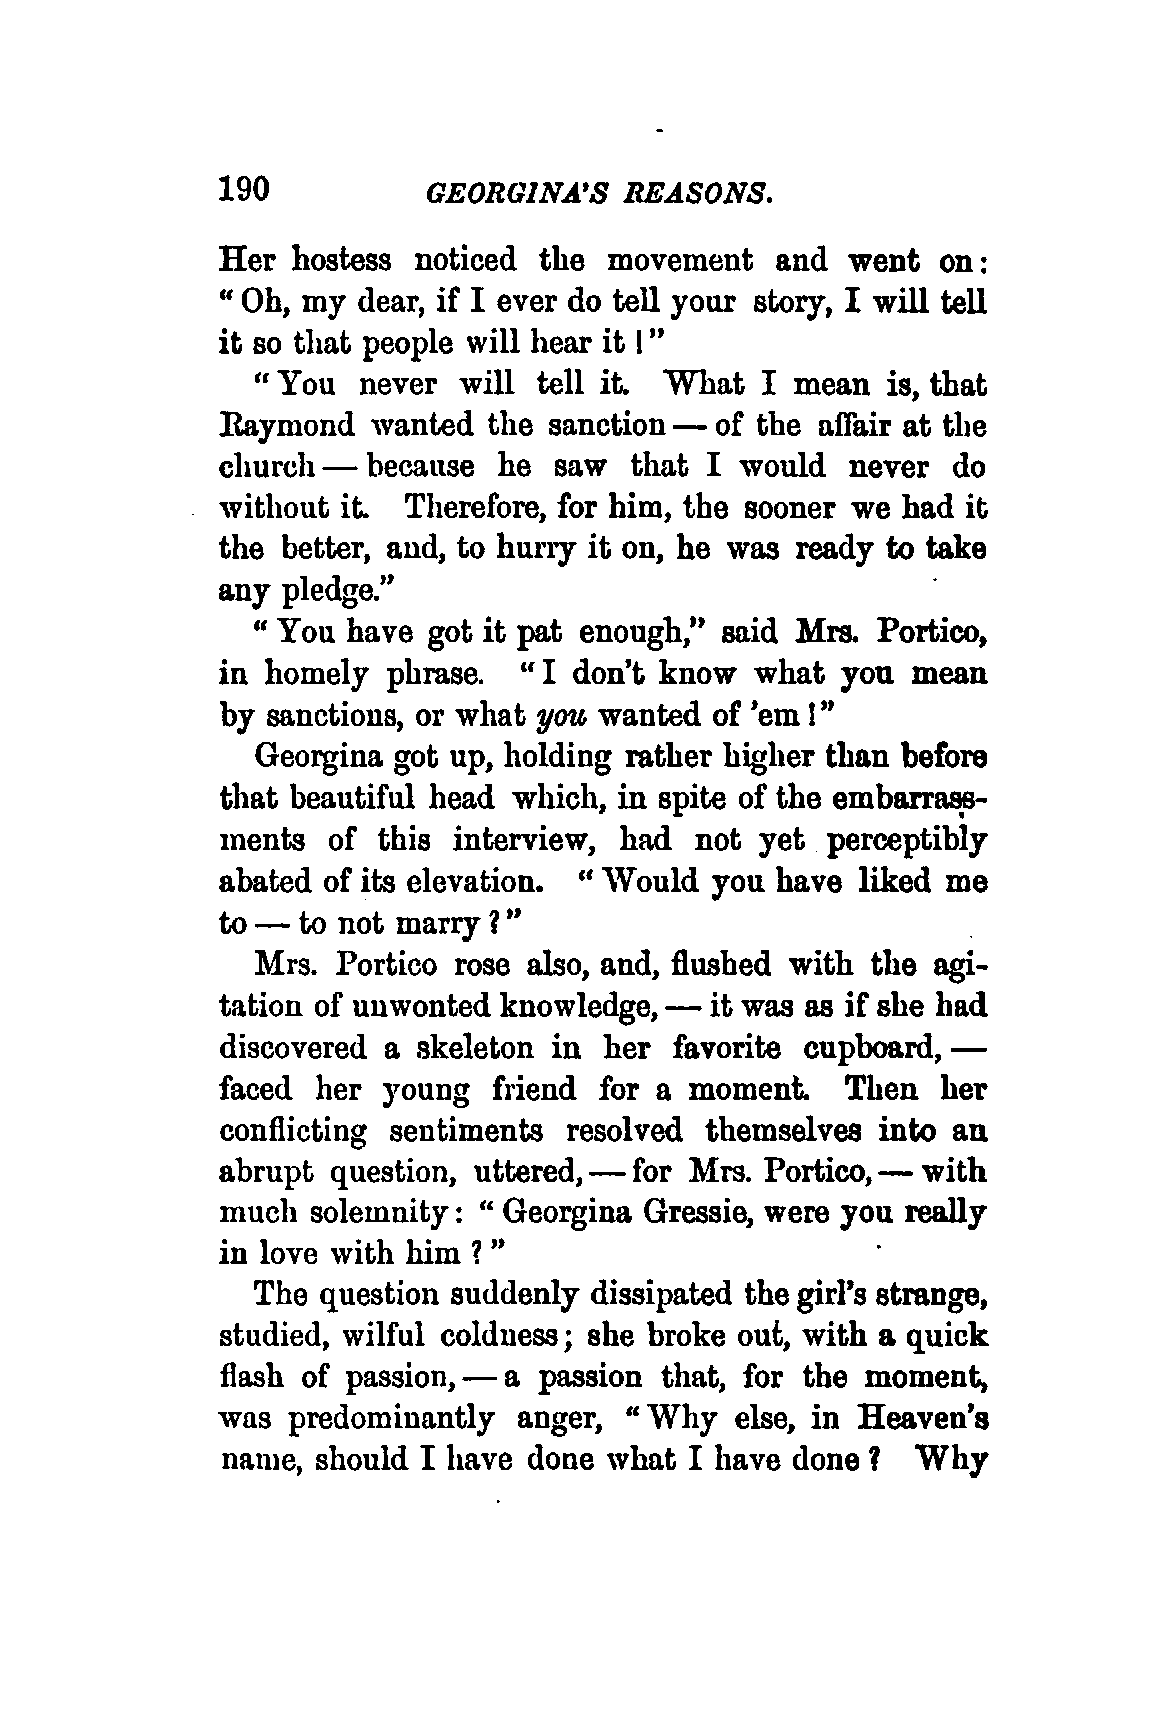 190 GEORGINA'S REASONS.
Her hostess noticed the movement and went on:
“Oh, my dear, if I ever do tell your story, I will tell
it so that people will hear it!”
“You never will tell it. What I mean is, that
Raymond wanted the sanction — of the affair at the
church — because he saw that I would never do
without it. Therefore, for him, the sooner we had it
the better, and, to hurry it on, he was ready to take
any pledge.”
“You have got it pat enough,” said Mrs. Portico,
in homely phrase. “I don't know what you mean
by sanctions, or what you wanted of 'em!”
Georgina got up, holding rather higher than before
that beautiful head which, in spite of the embarrass-
ments of this interview, had not yet perceptibly
abated of its elevation. “Would you have liked me
to — to not marry?”
Mrs. Portico rose also, and, flushed with the agi-
tation of unwonted knowledge, — it was as if she had
discovered a skeleton in her favorite cupboard, —
faced her young friend for a moment. Then her
conflicting sentiments resolved themselves into an
abrupt question, uttered, — for Mrs. Portico, — with
much solemnity: “Georgina Gressie, were you really
in love with him?”
The question suddenly dissipated the girl's strange,
studied, wilful coldness; she broke out, with a quick
flash of passion, — a passion that, for the moment,
was predominantly anger, “Why else, in Heaven's
name, should I have done what I have done? Why